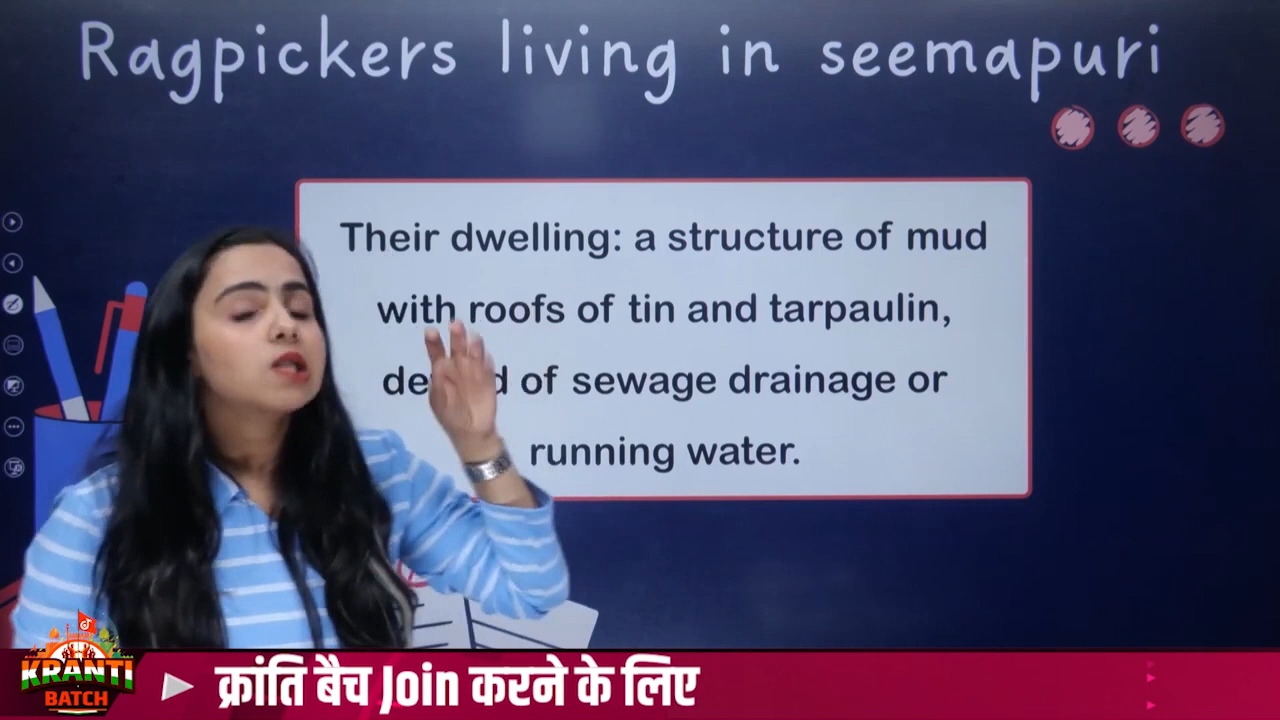 Ragpickers living in seemapuri
Their dwelling: a structure of mud
with roofs of tin and tarpaulin,
of sewage drainage or
running water.
KRANTI
BATCH
क्रांति बैच Join करने के लिए